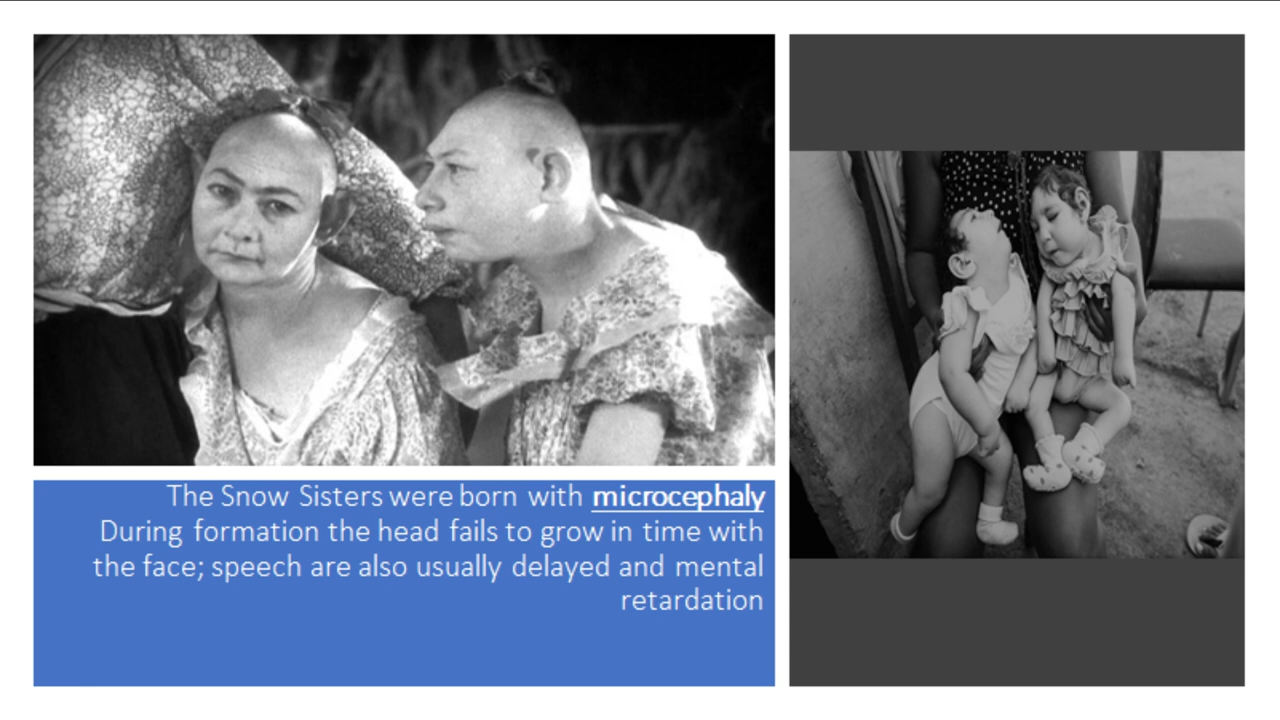 The Snow Sisters were born with microcephaly
During formation the head fails to grow in time with
the face; speech are also usually delayed and mental
retardation